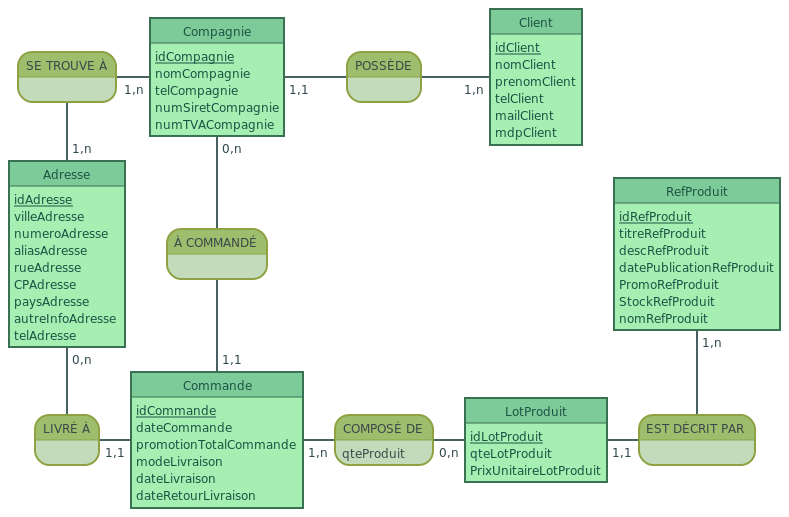 Compagnie
idCompagnie
nomCompagnie
telCompagnie
numSiretCompagnie
numTVACompagnie
Client
idClient
nomClient
prenomClient
telClient
mailClient
mdpClient
SE TROUVE À
1,n
1,1
POSSÈDE
1,n
1,n
0,n
Adresse
idAdresse
villeAdresse
numeroAdresse
aliasAdresse
rueAdresse
CPAdresse
paysAdresse
autreInfoAdresse
telAdresse
RefProduit
idRefProduit
titreRefProduit
descRefProduit
datePublicationRefProduit
PromoRefProduit
StockRefProduit
nomRefProduit
À COMMANDÉ
1,n
0,n
1,1
Commande
idCommande
dateCommande
promotionTotalCommande
modeLivraison
dateLivraison
dateRetourLivraison
LotProduit
idLotProduit
qteLotProduit
PrixUnitaireLotProduit
LIVRÉ À
1,1
COMPOSÉ DE
qteProduit
1,n
0,n
1,1
EST DÉCRIT PAR